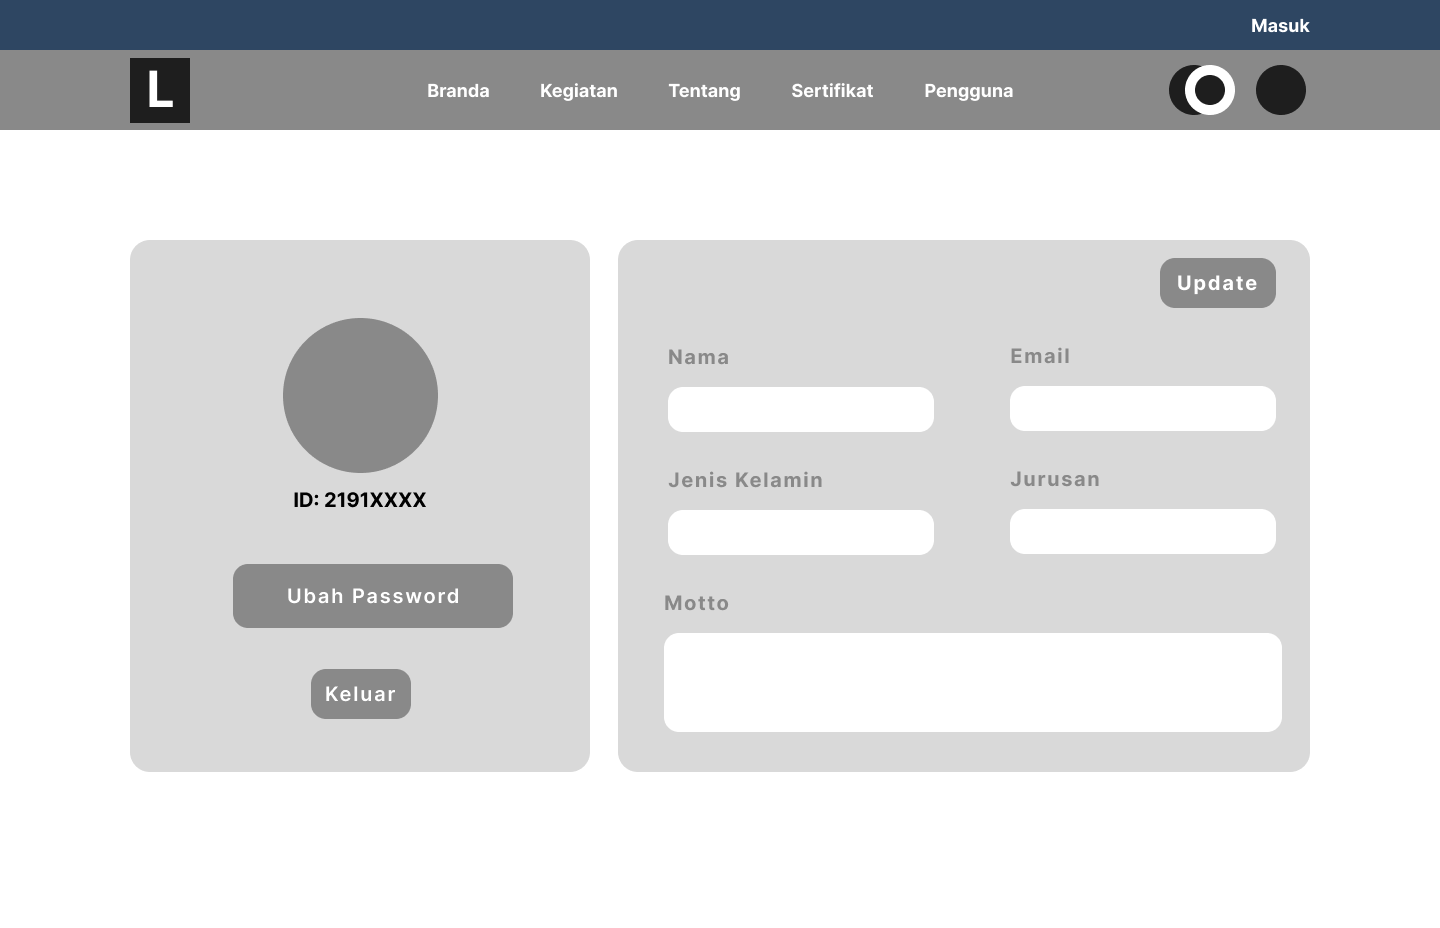 Masuk
L
Branda Kegiatan Tentang Sertifikat Pengguna
ID: 2191XXXX
Ubah Password
Keluar
Update
Nama Email
Jenis Kelamin Jurusan
Motto